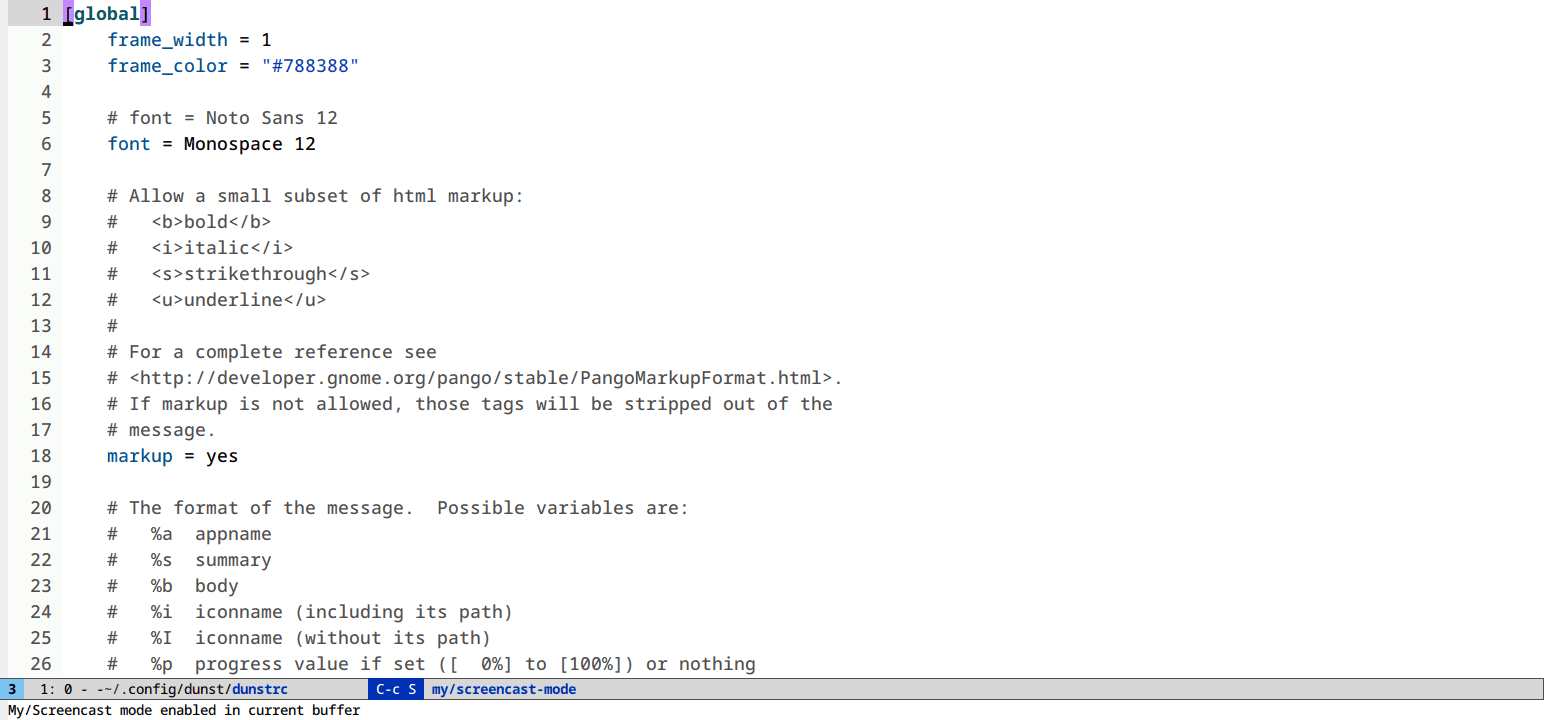 1 [global]
2     frame_width = 1
3     frame_color = "#788388"
4
5     # font = Noto Sans 12
6     font = Monospace 12
7
8     # Allow a small subset of html markup:
9     #   <b>bold</b>
10     #   <i>italic</i>
11     #   <s>strikethrough</s>
12     #   <u>underline</u>
13     #
14     # For a complete reference see
15     # <http://developer.gnome.org/pango/stable/PangoMarkupFormat.html>.
16     # If markup is not allowed, those tags will be stripped out of the
17     # message.
18     markup = yes
19
20     # The format of the message.  Possible variables are:
21     #   %a  appname
22     #   %s  summary
23     #   %b  body
24     #   %i  iconname (including its path)
25     #   %I  iconname (without its path)
26     #   %p  progress value if set ([  0%] to [100%]) or nothing
3  1: 0 - --~/.config/dunst/dunstrc  C-c S  my/screencast-mode
My/Screencast mode enabled in current buffer